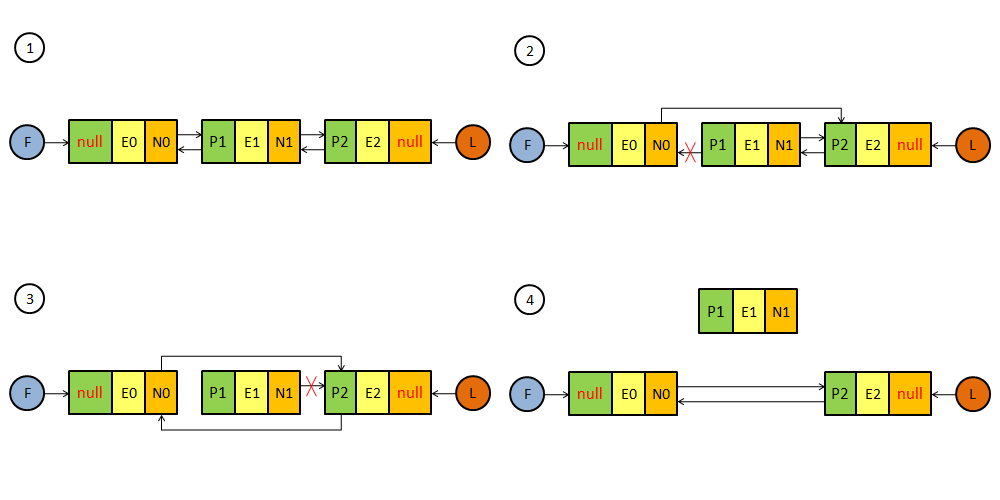 1
F null E0 N0 P1 E1 N1 P2 E2 null L
2
F null E0 N0 P1 E1 N1 P2 E2 null L
3
F null E0 N0 P1 E1 N1 P2 E2 null L
4
P1 E1 N1
F null E0 N0 P2 E2 null L